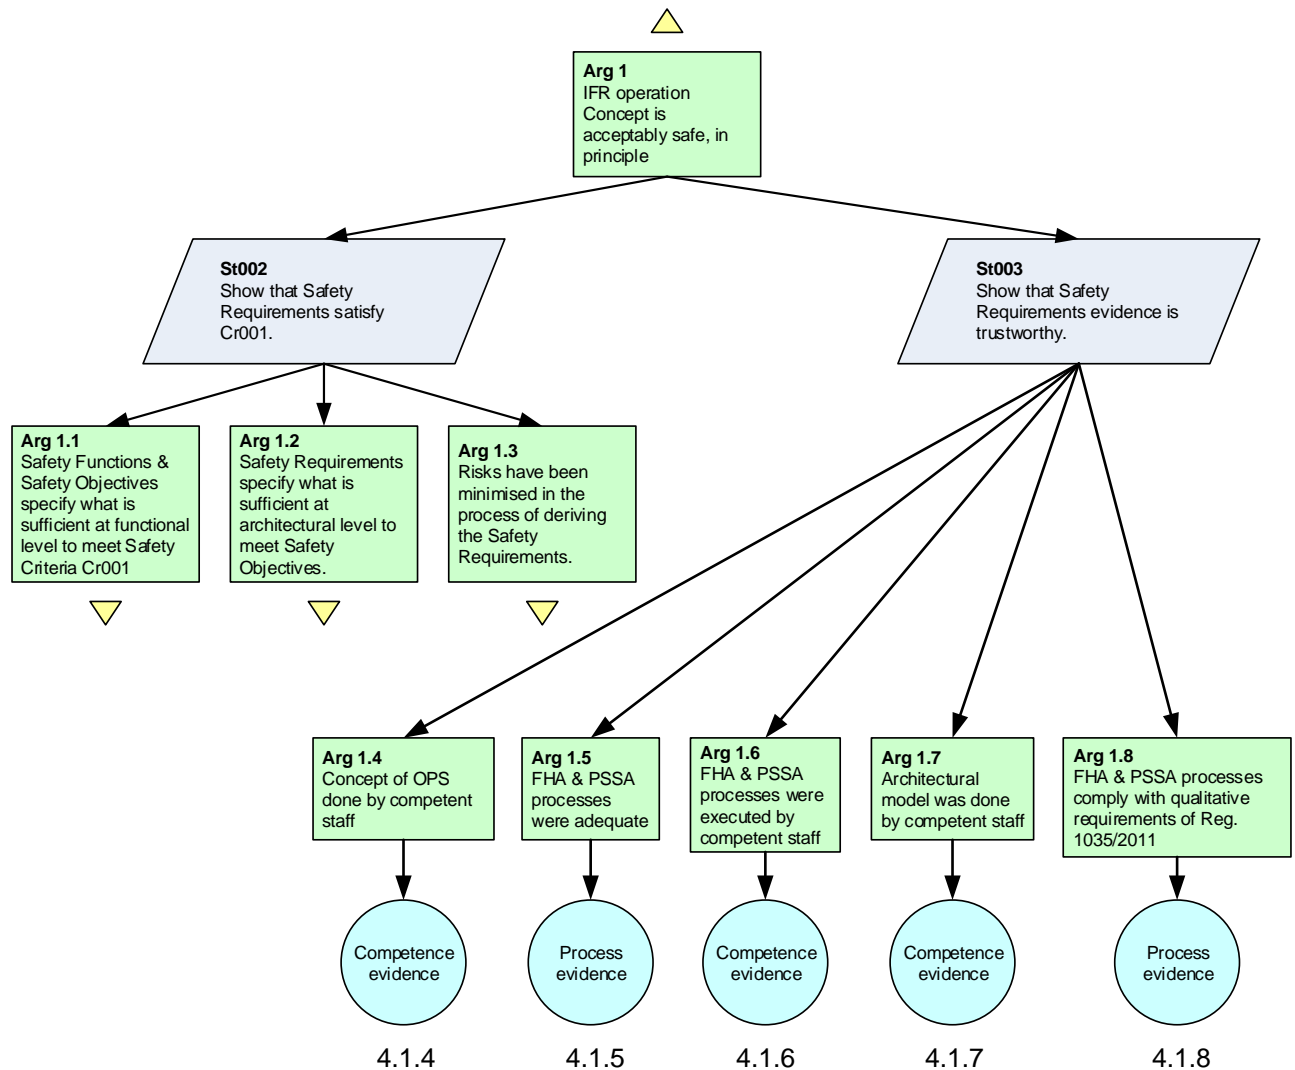 Arg 1
IFR operation
Concept is
acceptably safe, in
principle
St002
Show that Safety
Requirements satisfy
Cr001.
St003
Show that Safety
Requirements evidence is
trustworthy.
Arg 1.1
Safety Functions &
Safety Objectives
specify what is
sufficient at functional
level to meet Safety
Criteria Cr001
Arg 1.2
Safety Requirements
specify what is
sufficient at
architectural level to
meet Safety
Objectives.
Arg 1.3
Risks have been
minimised in the
process of deriving
the Safety
Requirements.
Arg 1.4
Concept of OPS
done by competent
staff
Arg 1.5
FHA & PSSA
processes
were adequate
Arg 1.6
FHA & PSSA
processes were
executed by
competent staff
Arg 1.7
Architectural
model was done
by competent staff
Arg 1.8
FHA & PSSA processes
comply with qualitative
requirements of Reg.
1035/2011
Competence
evidence
Process
evidence
Competence
evidence
Competence
evidence
Process
evidence
4.1.4
4.1.5
4.1.6
4.1.7
4.1.8